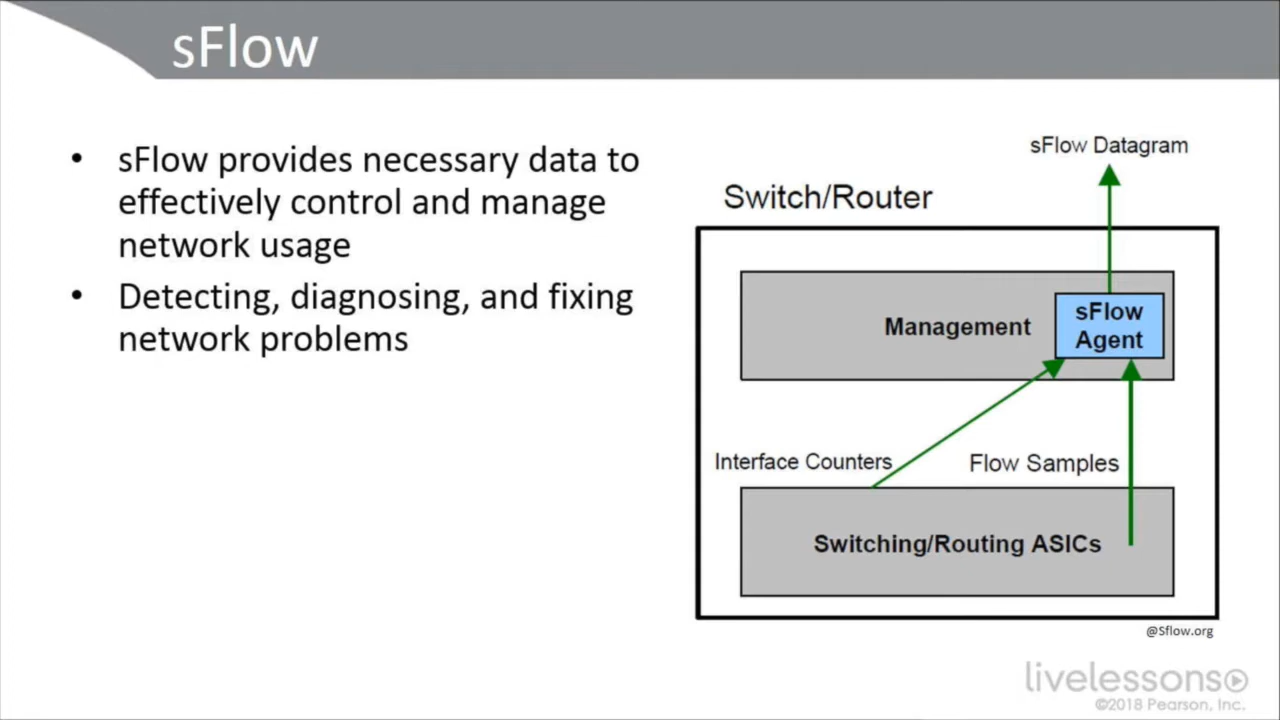 sFlow
• sFlow provides necessary data to
effectively control and manage
network usage
• Detecting, diagnosing, and fixing
network problems
sFlow Datagram
Switch/Router
Management
sFlow
Agent
Interface Counters
Flow Samples
Switching/Routing ASICs
@Sflow.org
livelessons
©2018 Pearson, Inc.